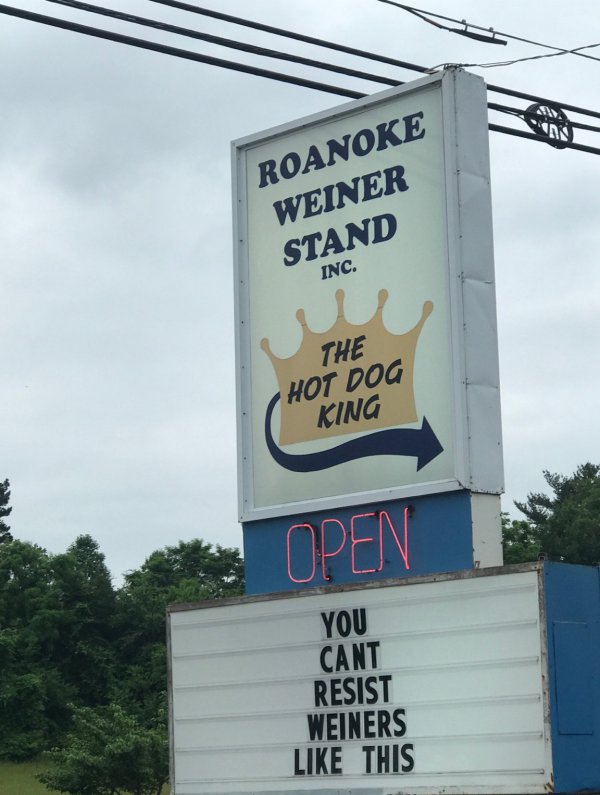 ROANOKE
WEINER
STAND
INC.
THE
HOT DOG
KING
OPEN
YOU
CANT
RESIST
WEINERS
LIKE THIS